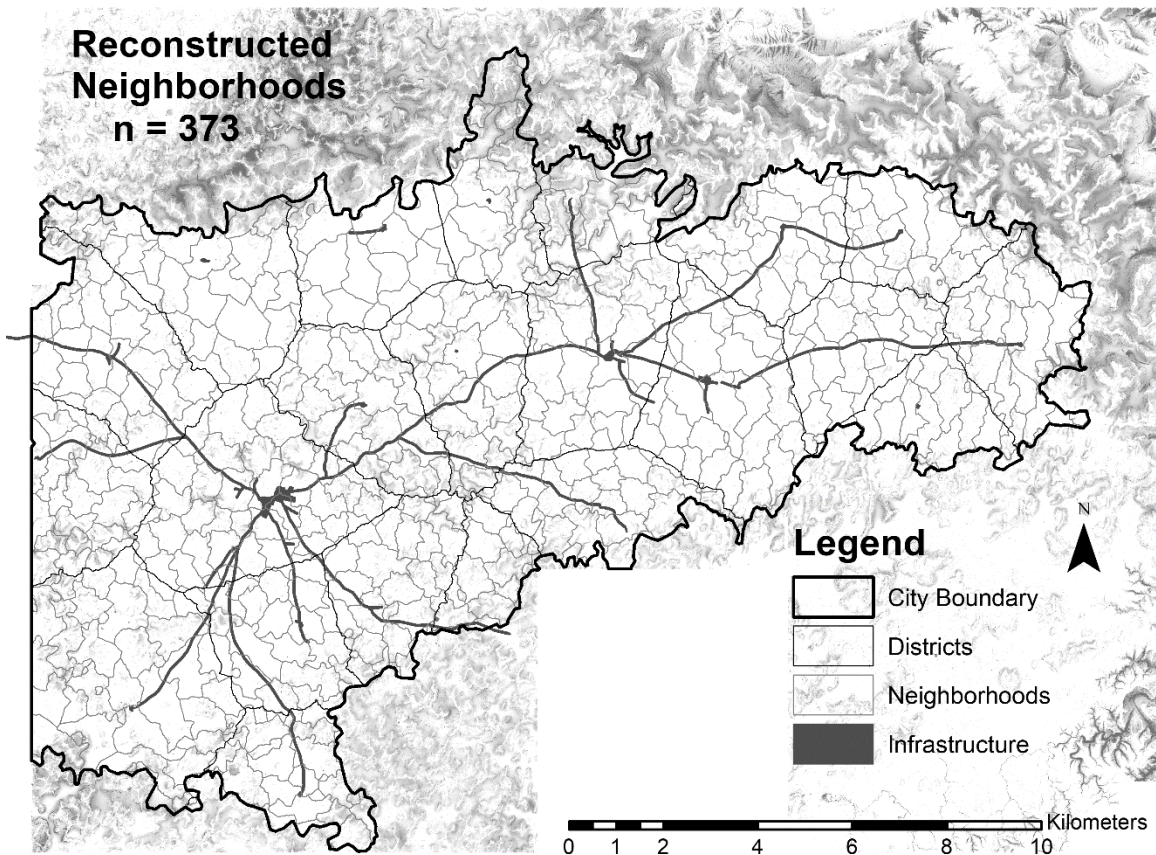 Reconstructed
Neighborhoods
n = 373
N
Legend
City Boundary
Districts
Neighborhoods
Infrastructure
Kilometers
0 1 2 4 6 8 10